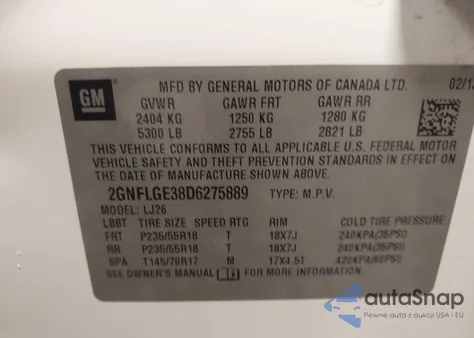 GM
MFD BY GENERAL MOTORS OF CANADA LTD.
02/13
GVWR GAWR FRT GAWR RR
2404 KG 1250 KG 1280 KG
5300 LB 2755 LB 2821 LB
THIS VEHICLE CONFORMS TO ALL APPLICABLE U.S. FEDERAL MOTOR
VEHICLE SAFETY AND THEFT PREVENTION STANDARDS IN EFFECT ON
THE DATE OF MANUFACTURE SHOWN ABOVE.
2GNFLGE38D6275889 TYPE: M.P.V.
MODEL: LJ26
LBBT TIRE SIZE SPEED RTG RIM COLD TIRE PRESSURE
FRT P235/55R18 T 18X7J 240KPA(35PSI)
RR P235/55R18 T 18X7J 240KPA(35PSI)
SPA T145/70R17 M 17X4.5T 420KPA(60PSI)
SEE OWNER'S MANUAL FOR MORE INFORMATION.
autaSnap
Pewne auta z aukcji USA i EU